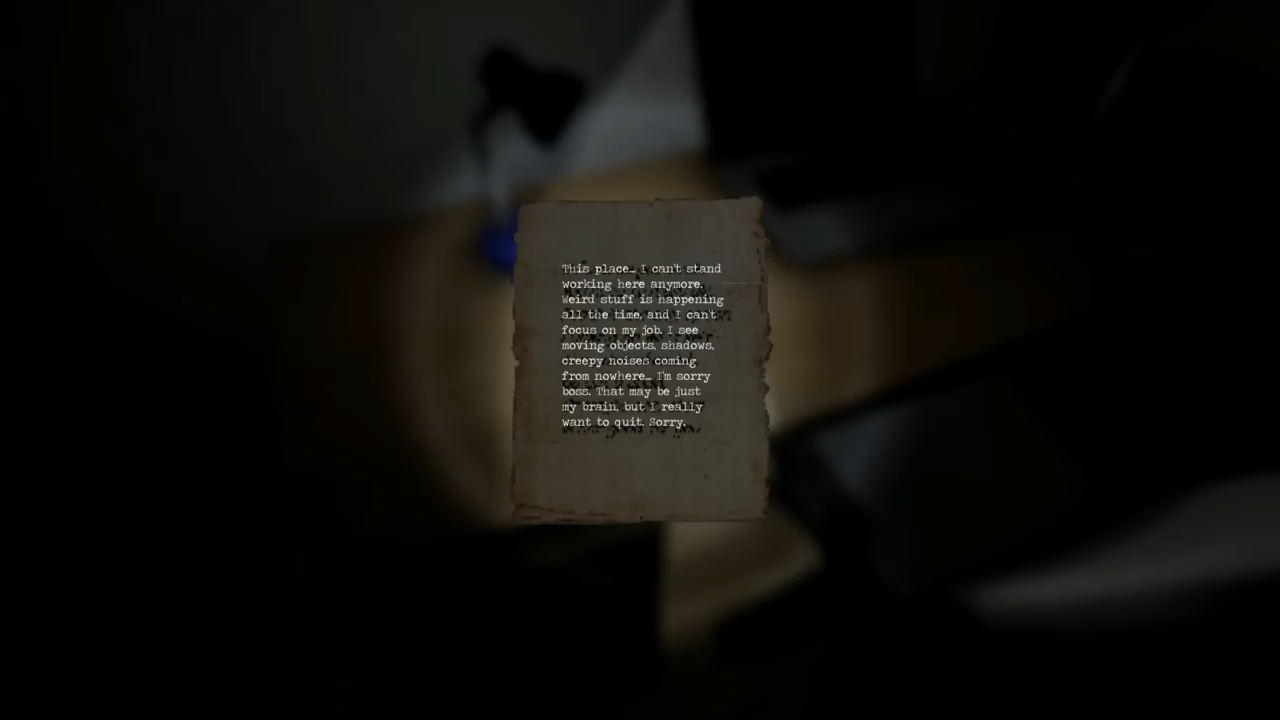 This place... I can't stand
working here anymore.
Weird stuff is happening
all the time, and I can't
focus on my job. I see
moving objects, shadows,
creepy noises coming
from nowhere... I'm sorry
boss. That may be just
my brain, but I really
want to quit. Sorry.